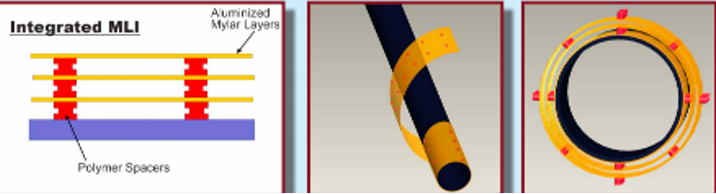 Integrated MLI
Aluminized
Mylar Layers
Polymer Spacers